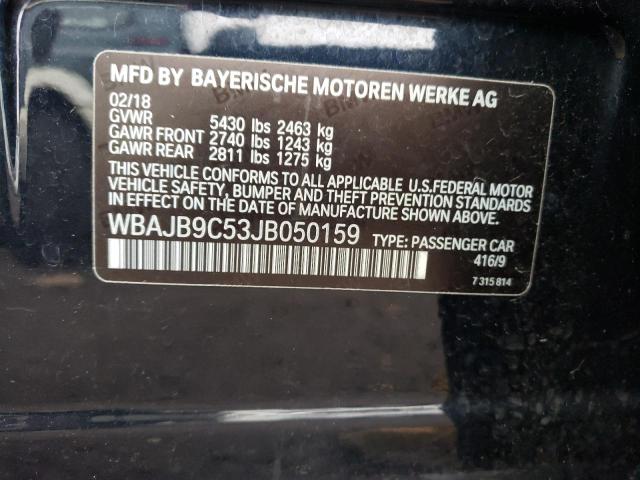 MFD BY BAYERISCHE MOTOREN WERKE AG
02/18
GVWR 5430 lbs 2463 kg
GAWR FRONT 2740 lbs 1243 kg
GAWR REAR 2811 lbs 1275 kg
THIS VEHICLE CONFORMS TO ALL APPLICABLE U.S.FEDERAL MOTOR
VEHICLE SAFETY, BUMPER AND THEFT PREVENTION STANDARDS
IN EFFECT ON THE DATE OF MANUFACTURE SHOWN ABOVE.
WBAJB9C53JB050159 TYPE: PASSENGER CAR
416/9
7 315 814